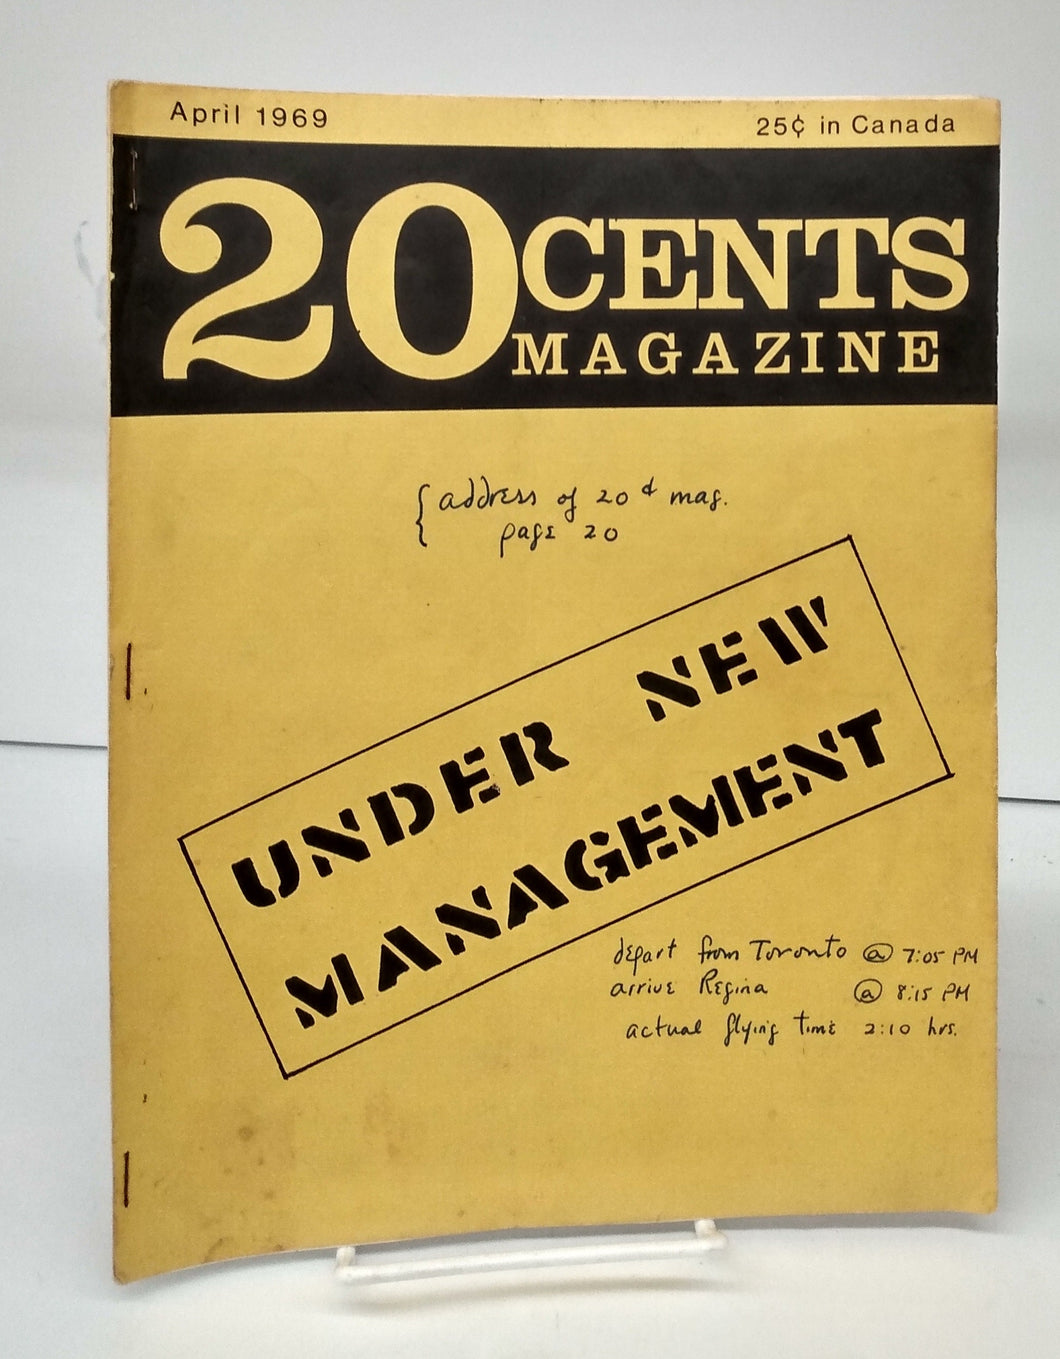 April 1969
25¢ in Canada
20 CENTS
MAGAZINE
{ address of 20 ¢ mag.
page 20
UNDER NEW
MANAGEMENT
depart from Toronto @ 7:05 PM
arrive Regina @ 8:15 PM
actual flying time 2:10 hrs.